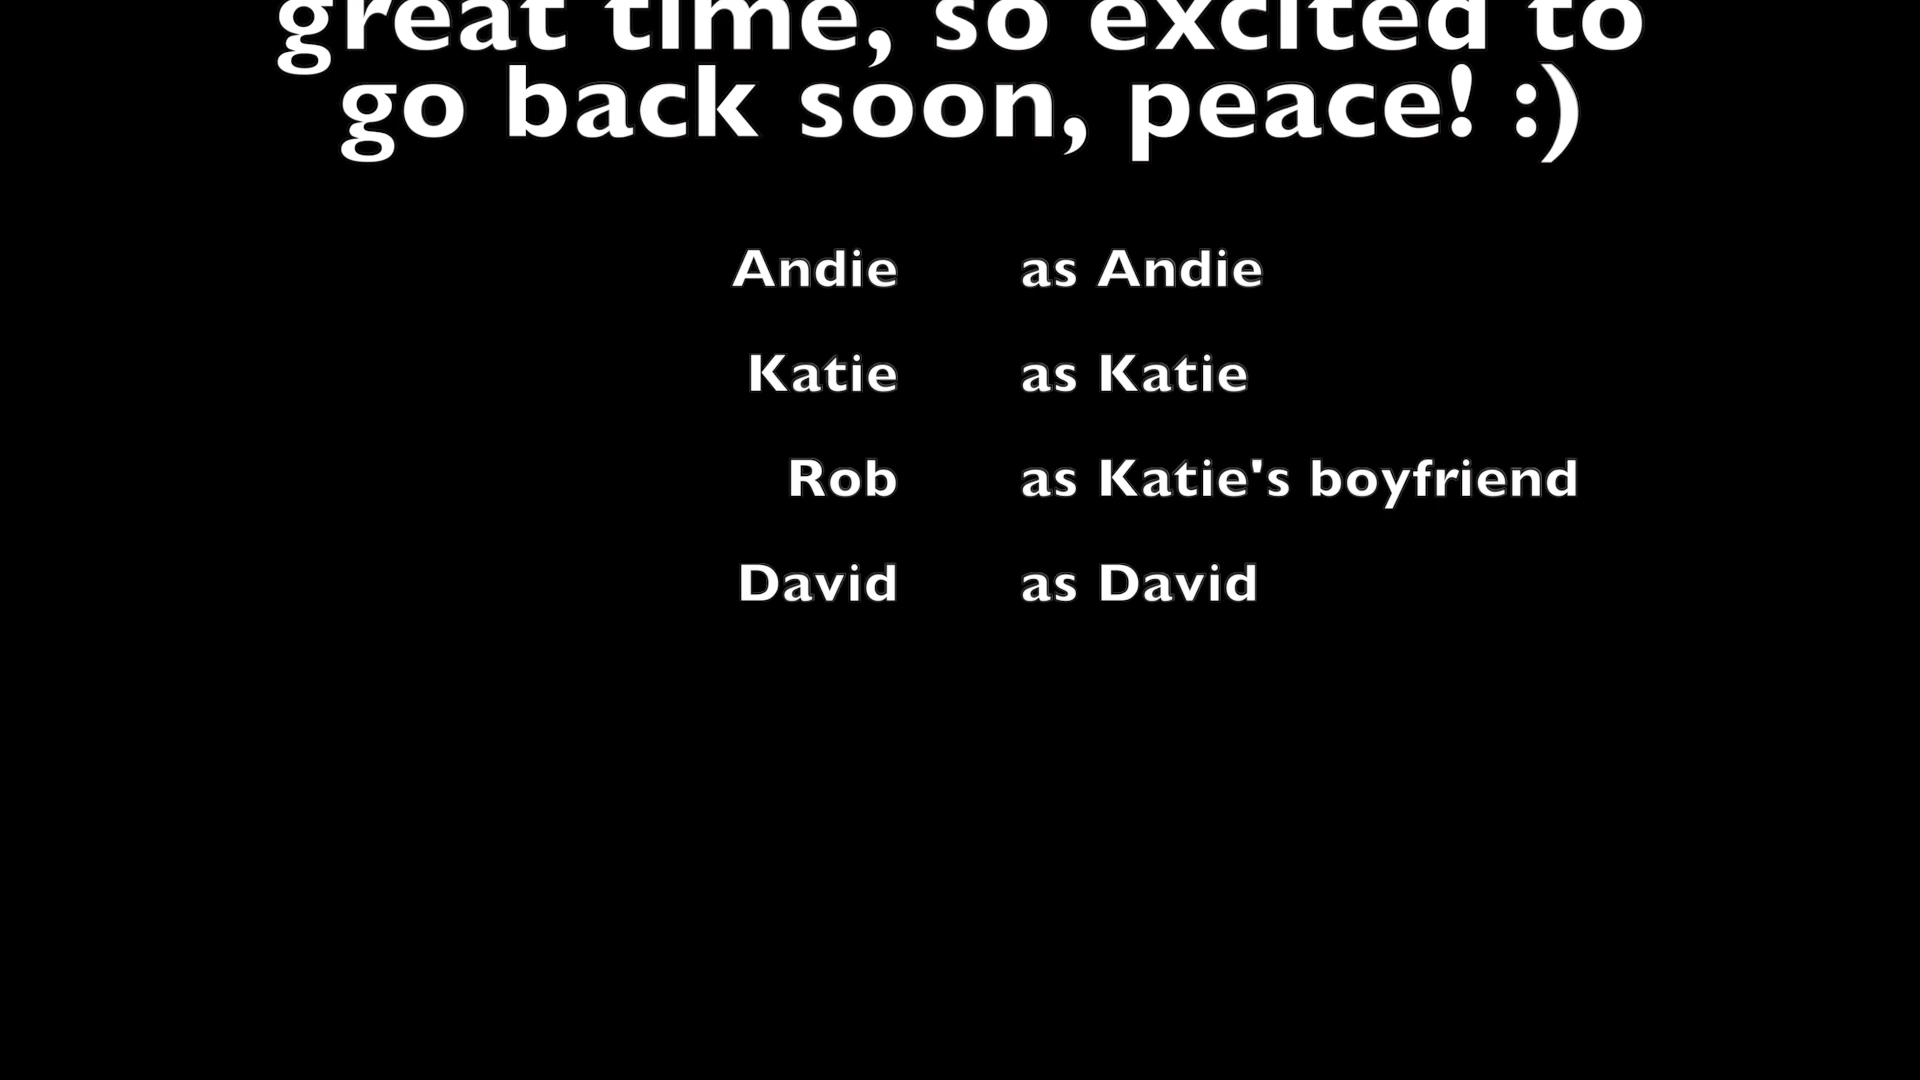 great time, so excited to
go back soon, peace! :)
Andie as Andie
Katie as Katie
Rob as Katie's boyfriend
David as David